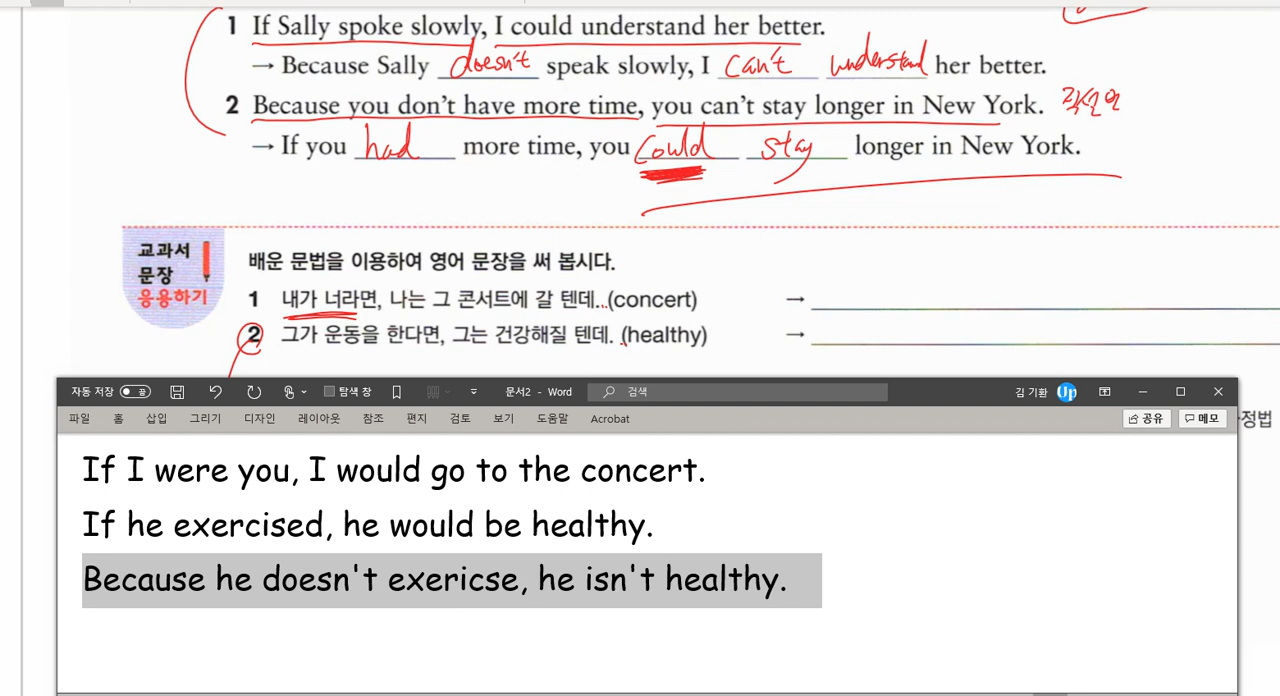 1 If Sally spoke slowly, I could understand her better.
→ Because Sally doesn't speak slowly, I can't understand her better.
2 Because you don't have more time, you can't stay longer in New York. 직설언
→ If you had more time, you could stay longer in New York.
교과서
문장
응용하기
배운 문법을 이용하여 영어 문장을 써 봅시다.
1 내가 너라면, 나는 그 콘서트에 갈 텐데..(concert) →
2 그가 운동을 한다면, 그는 건강해질 텐데. (healthy) →
자동 저장 끔 탐색 창 문서2 - Word 검색 김 기환 Up
파일 홈 삽입 그리기 디자인 레이아웃 참조 편지 검토 보기 도움말 Acrobat 공유 메모
정법
If I were you, I would go to the concert.
If he exercised, he would be healthy.
Because he doesn't exericse, he isn't healthy.